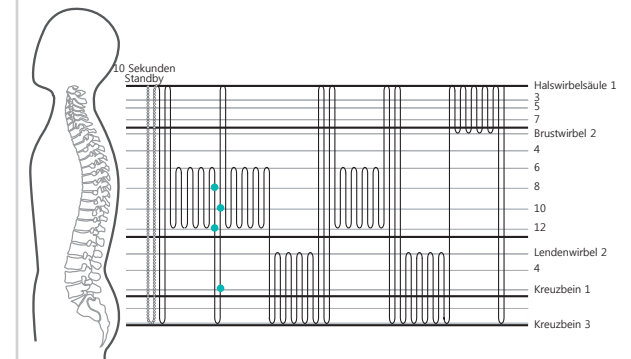 10 Sekunden
Standby
Halswirbelsäule 1
3
5
7
Brustwirbel 2
4
6
8
10
12
Lendenwirbel 2
4
Kreuzbein 1
Kreuzbein 3